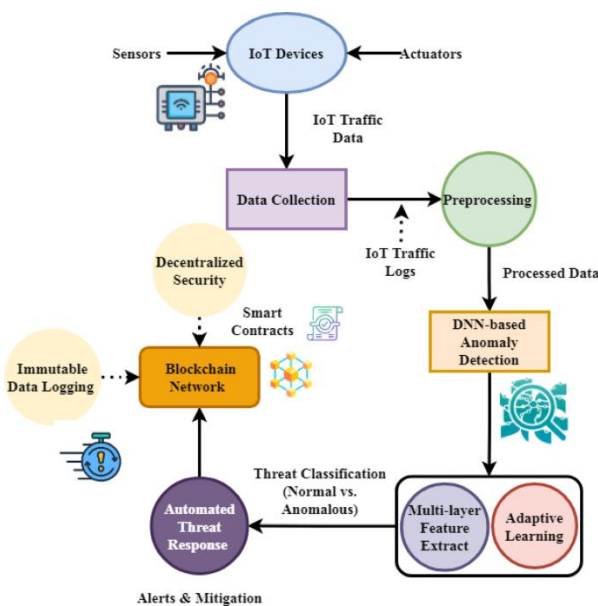 Sensors
IoT Devices
Actuators
IoT Traffic
Data
Data Collection
Preprocessing
IoT Traffic
Logs
Processed Data
Decentralized
Security
Smart
Contracts
DNN-based
Anomaly
Detection
Immutable
Data Logging
Blockchain
Network
Threat Classification
(Normal vs.
Anomalous)
Automated
Threat
Response
Multi-layer
Feature
Extract
Adaptive
Learning
Alerts & Mitigation